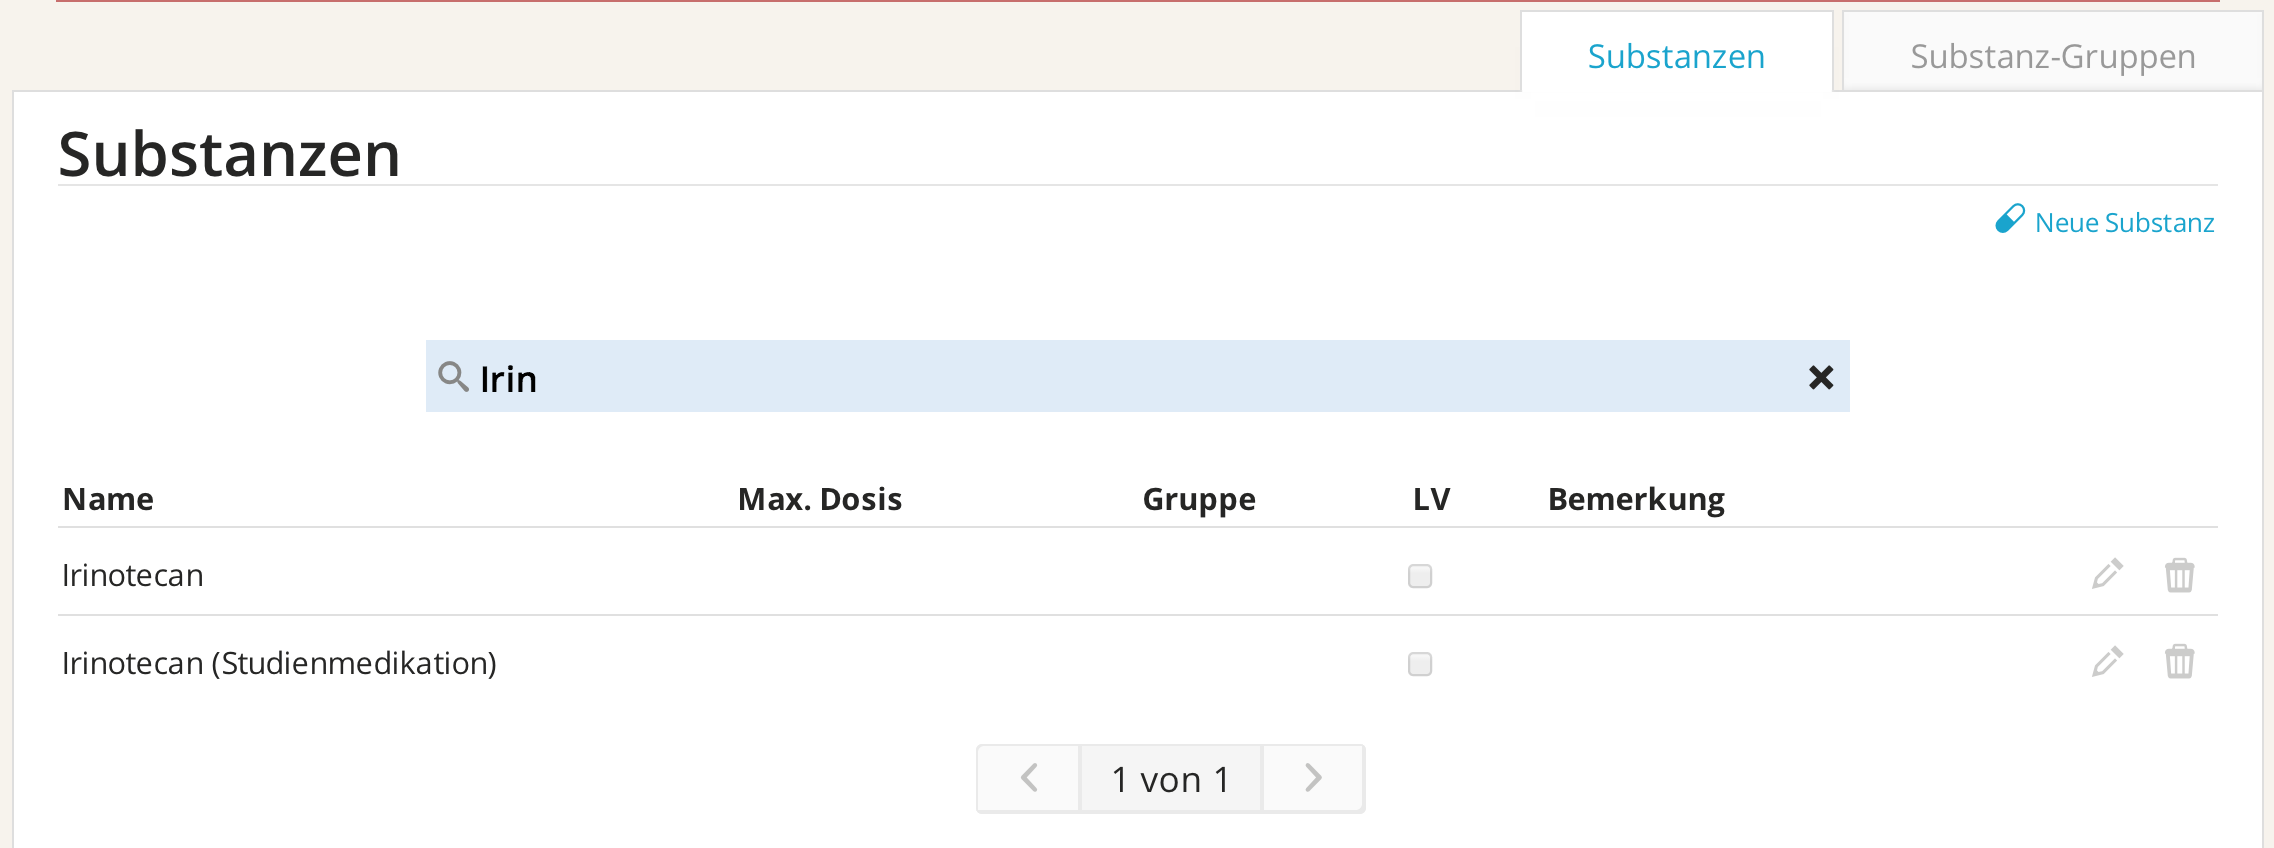 Substanzen Substanz-Gruppen
Substanzen
Neue Substanz
Irin
Name Max. Dosis Gruppe LV Bemerkung
Irinotecan
Irinotecan (Studienmedikation)
1 von 1